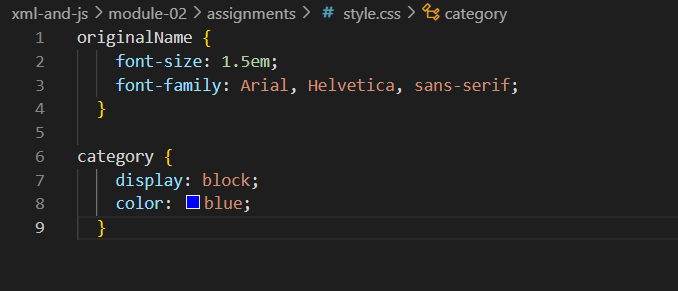 xml-and-js > module-02 > assignments > # style.css > category
1 originalName {
2 font-size: 1.5em;
3 font-family: Arial, Helvetica, sans-serif;
4 }
5
6 category {
7 display: block;
8 color: blue;
9 }